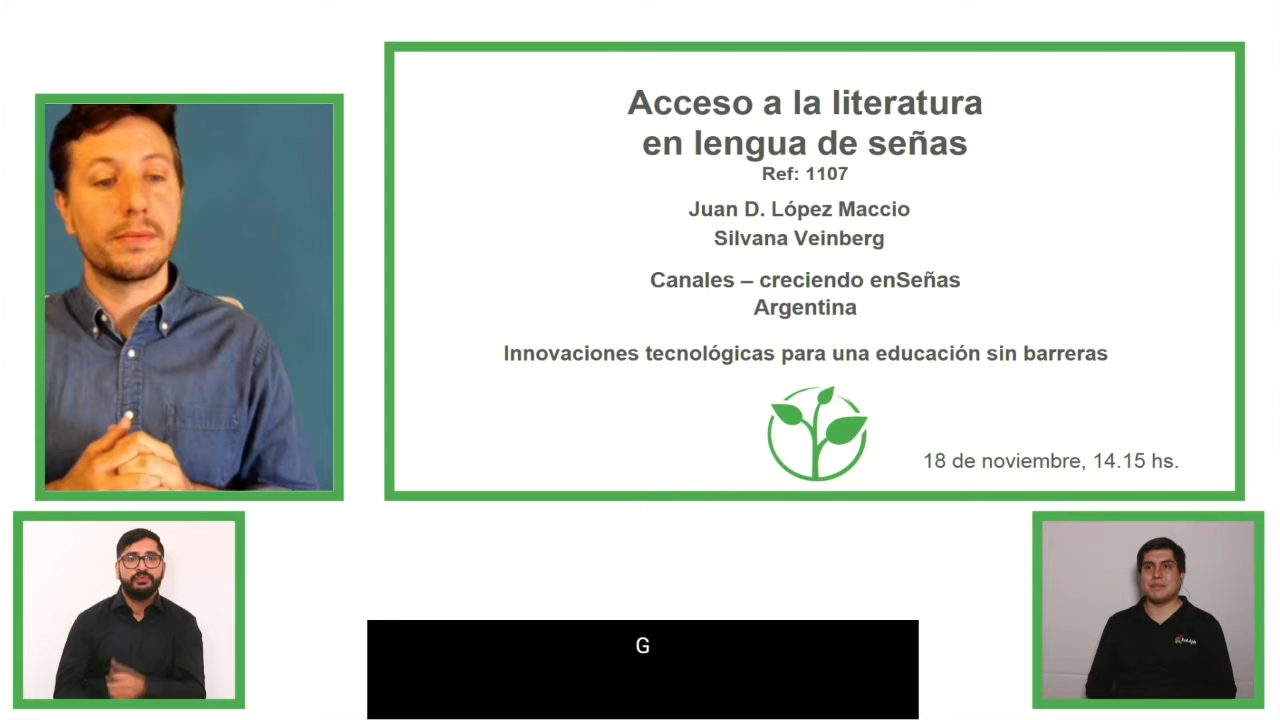 Acceso a la literatura
en lengua de señas
Ref: 1107
Juan D. López Maccio
Silvana Veinberg
Canales – creciendo enSeñas
Argentina
Innovaciones tecnológicas para una educación sin barreras
18 de noviembre, 14.15 hs.
G